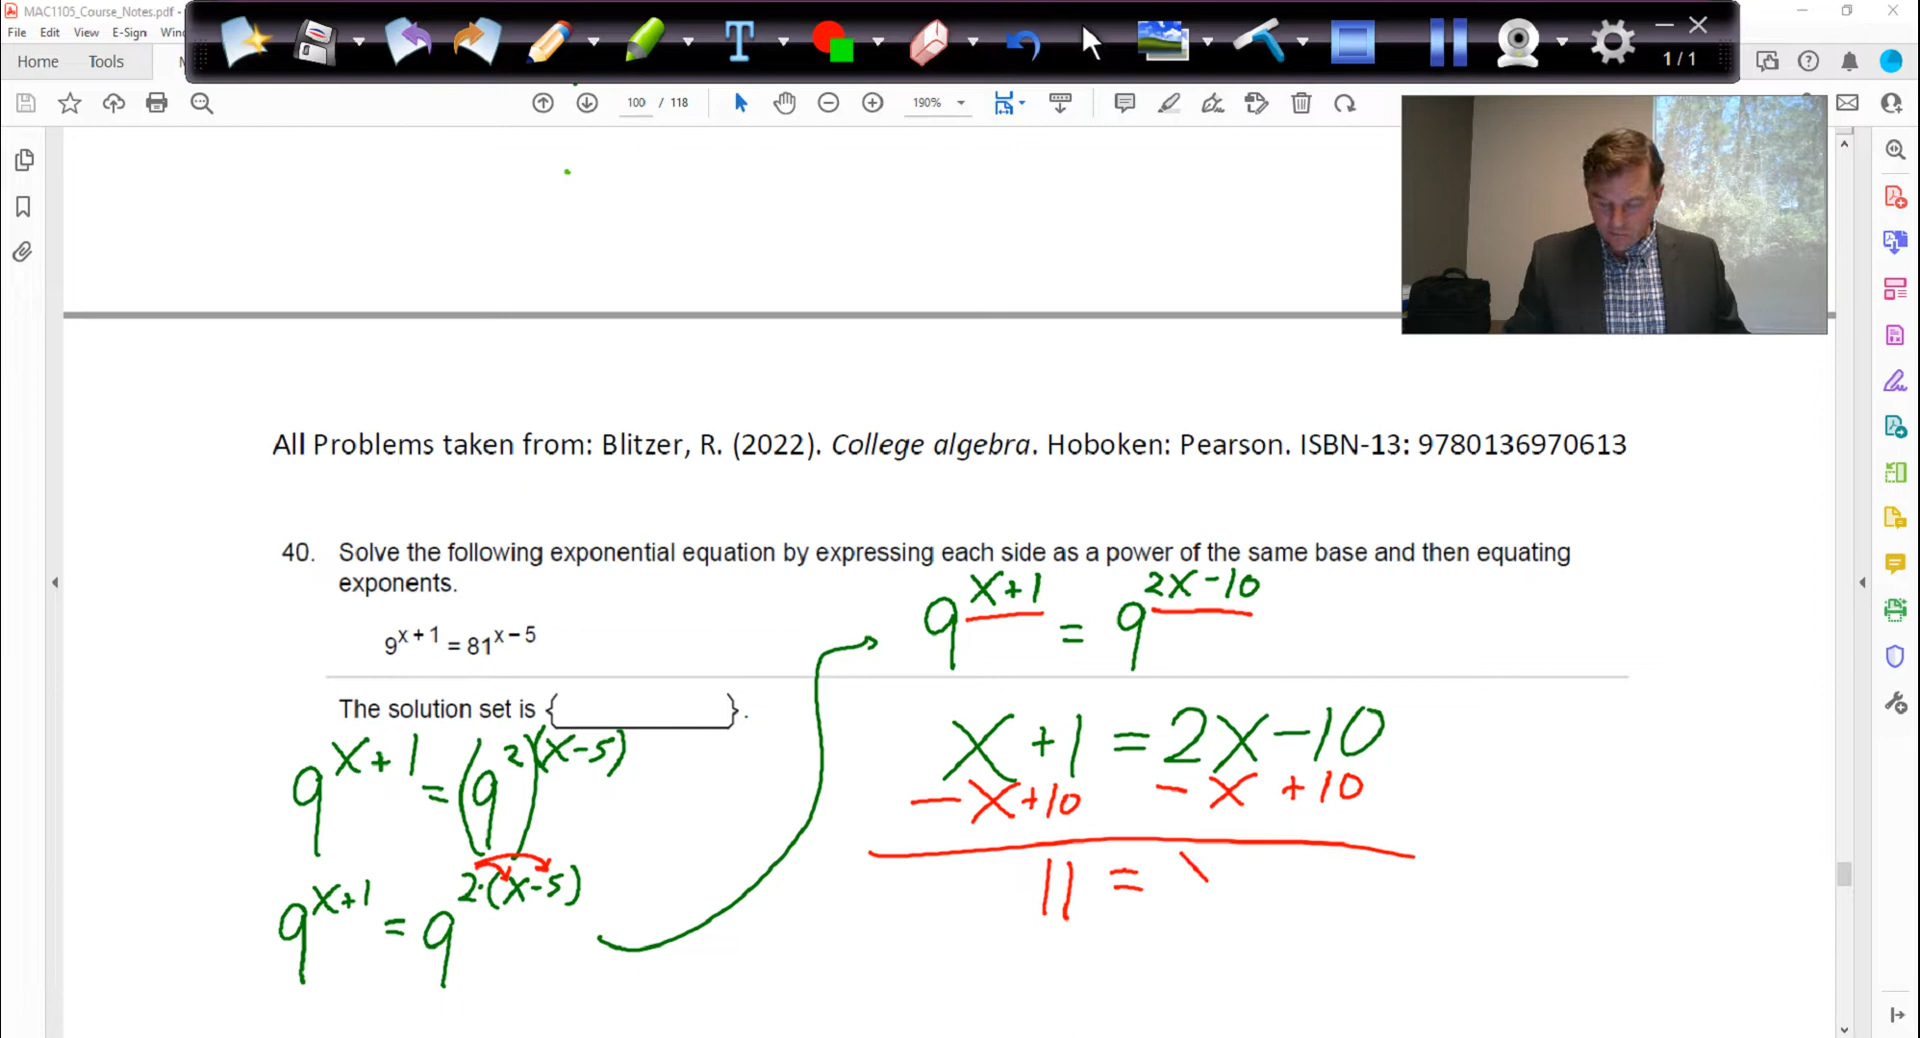 MAC1105_Course_Notes.pdf -
File Edit View E-Sign
Home Tools
1 / 1
100 / 118
190%
All Problems taken from: Blitzer, R. (2022). College algebra. Hoboken: Pearson. ISBN-13: 9780136970613
40. Solve the following exponential equation by expressing each side as a power of the same base and then equating
exponents.
9^(x + 1) = 81^(x – 5)
The solution set is { }.
9^(x+1) = (9^2)^(x-5)
9^(x+1) = 9^(2·(x-5))
9^(x+1) = 9^(2x-10)
x +1 = 2x-10
-x +10 -x +10
11 =